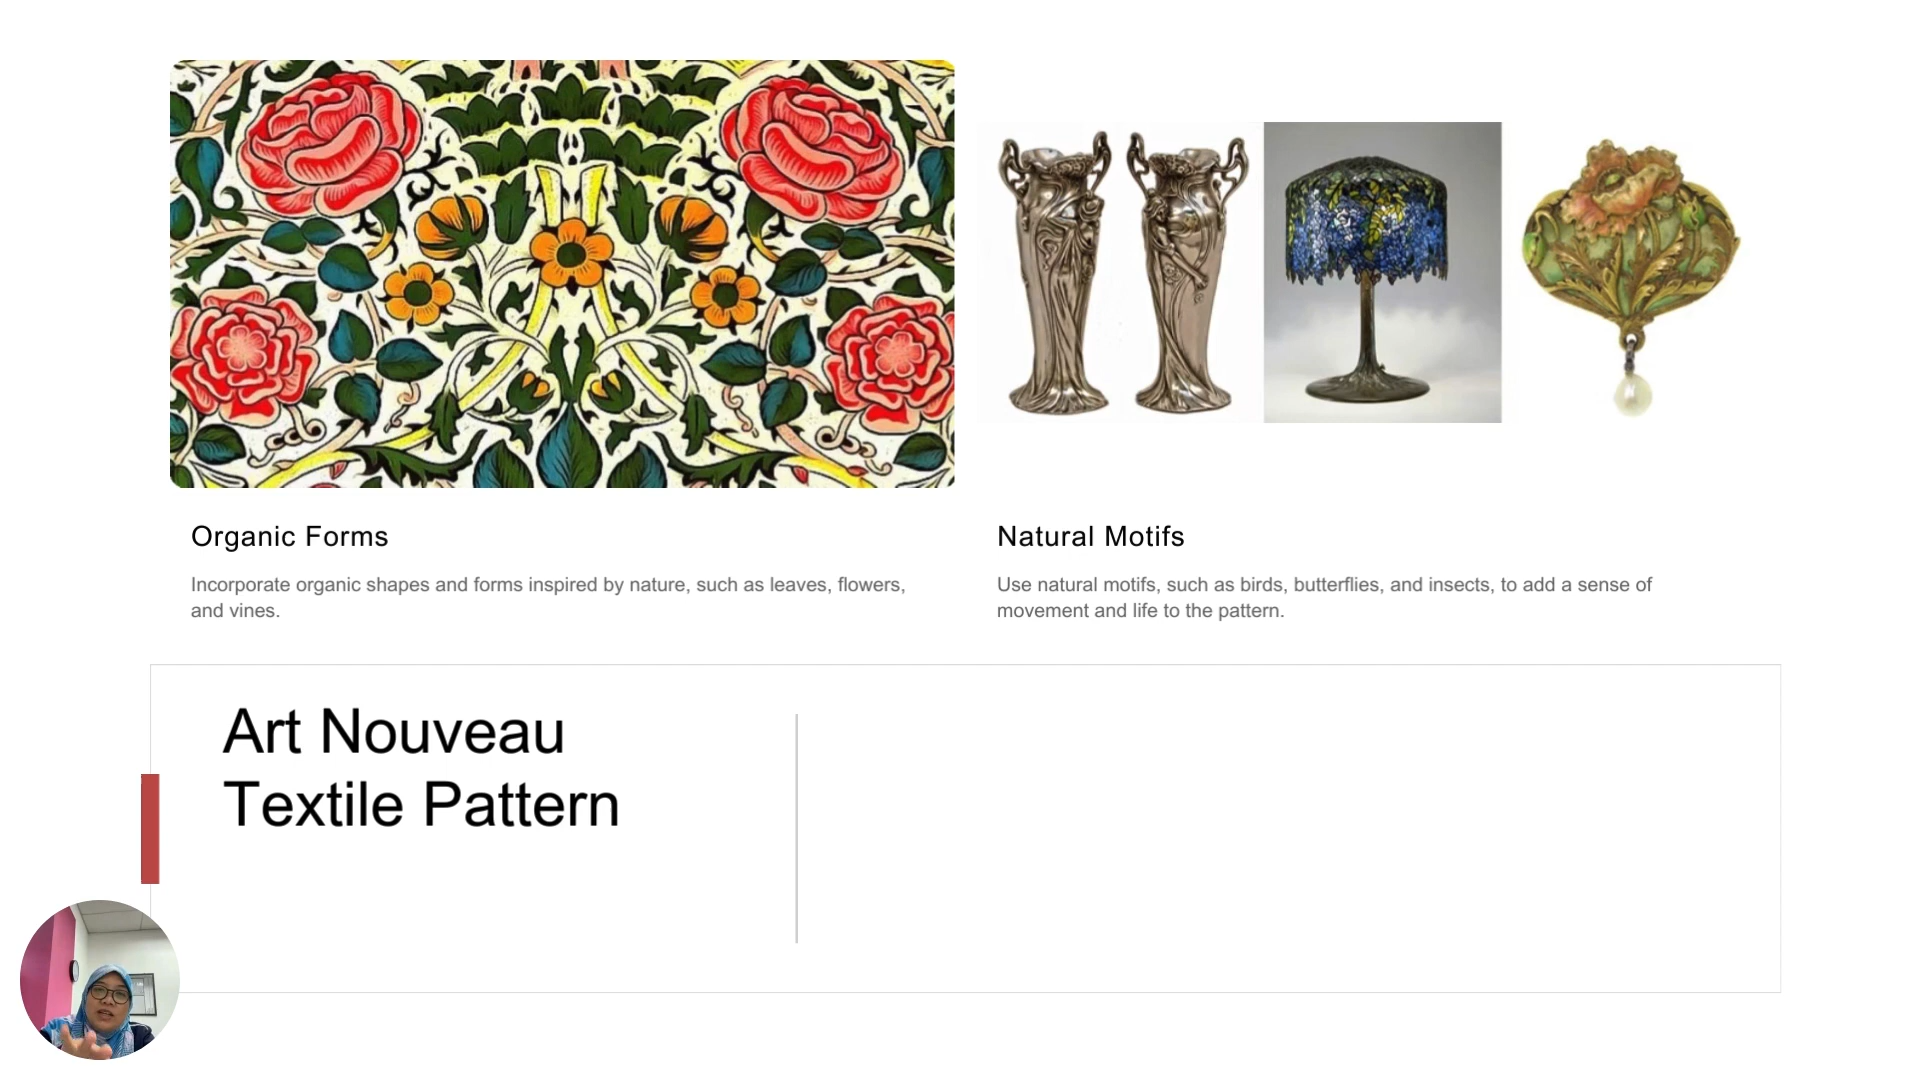 Organic Forms
Incorporate organic shapes and forms inspired by nature, such as leaves, flowers,
and vines.
Natural Motifs
Use natural motifs, such as birds, butterflies, and insects, to add a sense of
movement and life to the pattern.
Art Nouveau
Textile Pattern